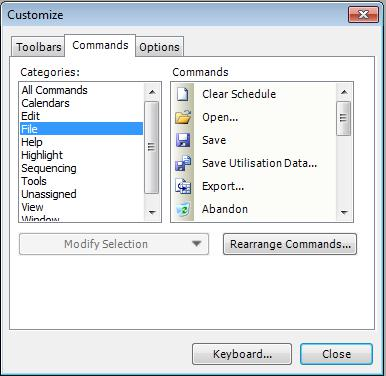 Customize
Toolbars Commands Options
Categories: Commands
All Commands
Calendars
Edit
File
Help
Highlight
Sequencing
Tools
Unassigned
View
Window
Clear Schedule
Open...
Save
Save Utilisation Data...
Export...
Abandon
Modify Selection Rearrange Commands...
Keyboard... Close